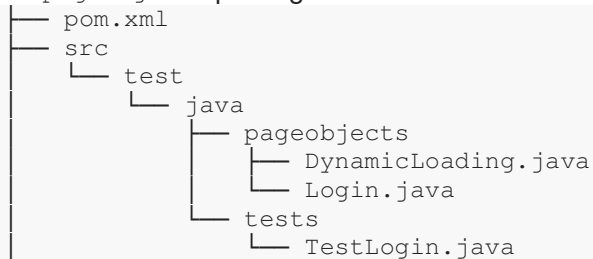 ├── pom.xml
├── src
│   └── test
│       └── java
│           ├── pageobjects
│           │   ├── DynamicLoading.java
│           │   └── Login.java
│           └── tests
│               └── TestLogin.java